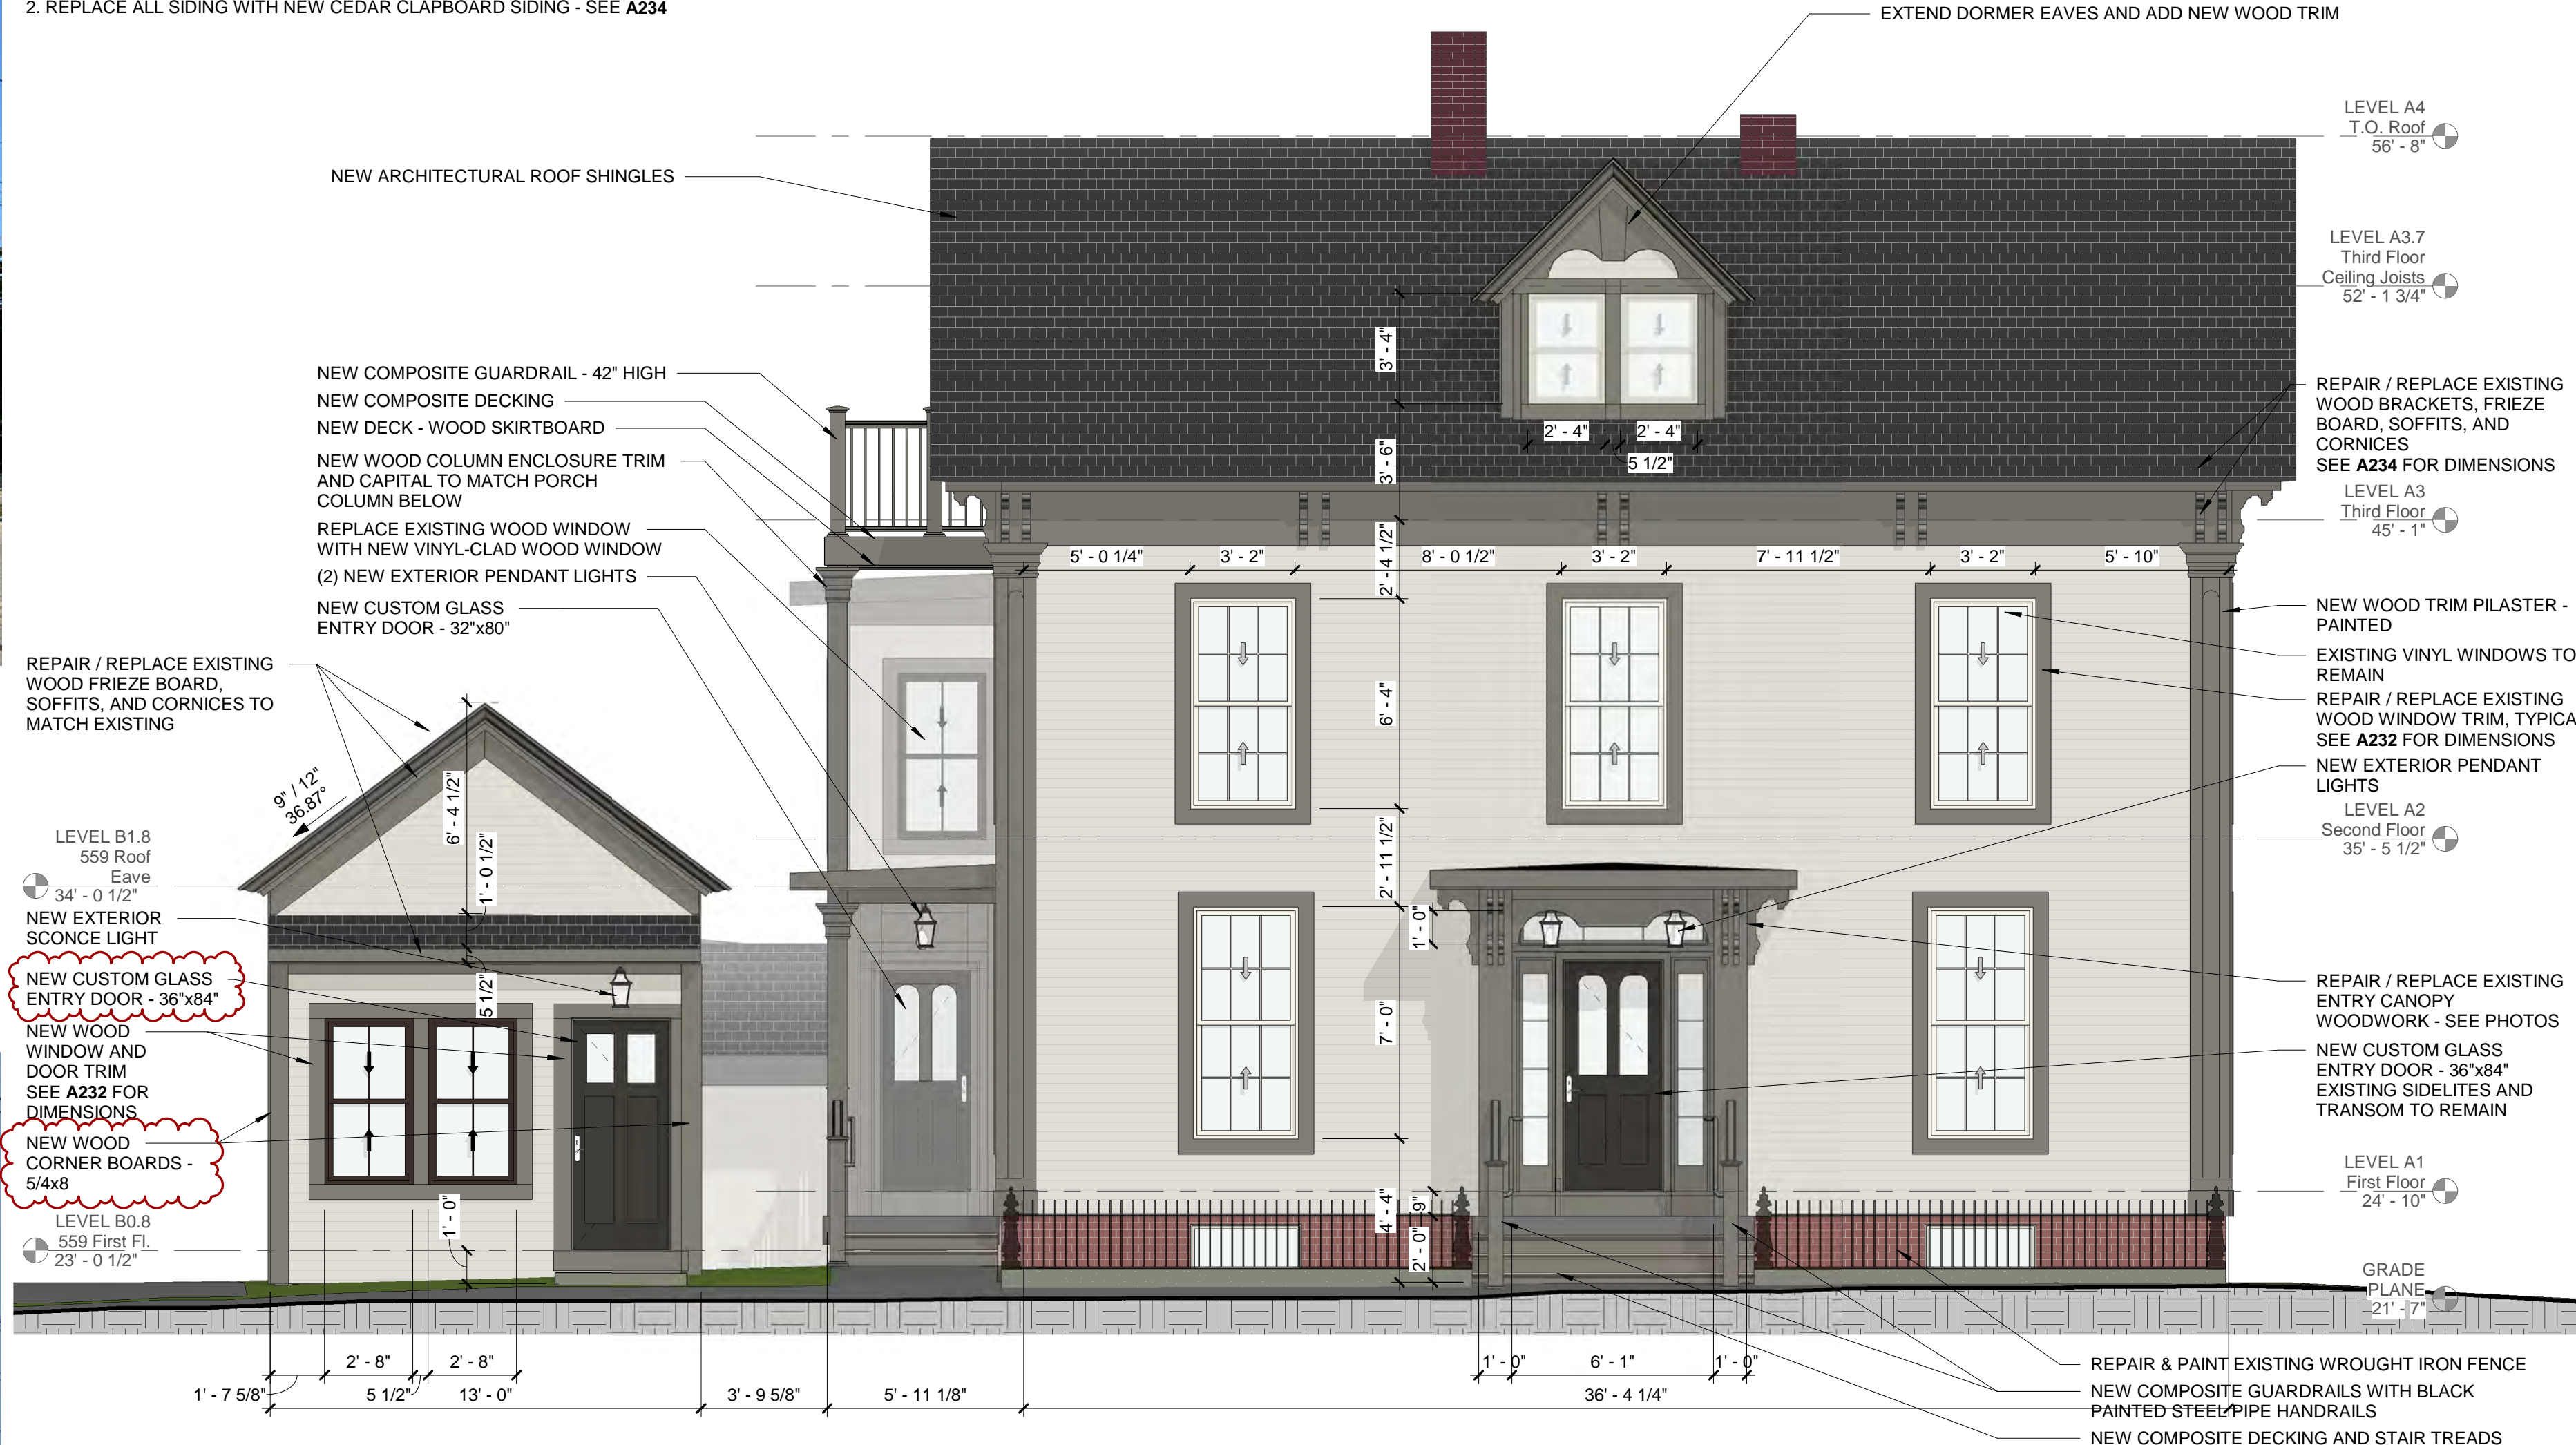 2. REPLACE ALL SIDING WITH NEW CEDAR CLAPBOARD SIDING - SEE A234
EXTEND DORMER EAVES AND ADD NEW WOOD TRIM
NEW ARCHITECTURAL ROOF SHINGLES
NEW COMPOSITE GUARDRAIL - 42" HIGH
NEW COMPOSITE DECKING
NEW DECK - WOOD SKIRTBOARD
NEW WOOD COLUMN ENCLOSURE TRIM
AND CAPITAL TO MATCH PORCH
COLUMN BELOW
REPLACE EXISTING WOOD WINDOW
WITH NEW VINYL-CLAD WOOD WINDOW
(2) NEW EXTERIOR PENDANT LIGHTS
NEW CUSTOM GLASS
ENTRY DOOR - 32"x80"
REPAIR / REPLACE EXISTING
WOOD FRIEZE BOARD,
SOFFITS, AND CORNICES TO
MATCH EXISTING
9" / 12"
36.87°
LEVEL B1.8
559 Roof
Eave
34' - 0 1/2"
NEW EXTERIOR
SCONCE LIGHT
NEW CUSTOM GLASS
ENTRY DOOR - 36"x84"
NEW WOOD
WINDOW AND
DOOR TRIM
SEE A232 FOR
DIMENSIONS
NEW WOOD
CORNER BOARDS -
5/4x8
LEVEL B0.8
559 First Fl.
23' - 0 1/2"
6' - 4 1/2"
1' - 0 1/2"
5 1/2"
1' - 0"
3' - 4"
3' - 6"
2' - 4"
2' - 4"
5 1/2"
2' - 4 1/2"
5' - 0 1/4"
3' - 2"
8' - 0 1/2"
3' - 2"
7' - 11 1/2"
3' - 2"
5' - 10"
6' - 4"
2' - 11 1/2"
1' - 0"
7' - 0"
4' - 4"
9"
2' - 0"
LEVEL A4
T.O. Roof
56' - 8"
LEVEL A3.7
Third Floor
Ceiling Joists
52' - 1 3/4"
REPAIR / REPLACE EXISTING
WOOD BRACKETS, FRIEZE
BOARD, SOFFITS, AND
CORNICES
SEE A234 FOR DIMENSIONS
LEVEL A3
Third Floor
45' - 1"
NEW WOOD TRIM PILASTER -
PAINTED
EXISTING VINYL WINDOWS TO
REMAIN
REPAIR / REPLACE EXISTING
WOOD WINDOW TRIM, TYPICA
SEE A232 FOR DIMENSIONS
NEW EXTERIOR PENDANT
LIGHTS
LEVEL A2
Second Floor
35' - 5 1/2"
REPAIR / REPLACE EXISTING
ENTRY CANOPY
WOODWORK - SEE PHOTOS
NEW CUSTOM GLASS
ENTRY DOOR - 36"x84"
EXISTING SIDELITES AND
TRANSOM TO REMAIN
LEVEL A1
First Floor
24' - 10"
GRADE
PLANE
21' - 7"
2' - 8"
2' - 8"
1' - 7 5/8"
5 1/2"
13' - 0"
3' - 9 5/8"
5' - 11 1/8"
1' - 0"
6' - 1"
1' - 0"
36' - 4 1/4"
REPAIR & PAINT EXISTING WROUGHT IRON FENCE
NEW COMPOSITE GUARDRAILS WITH BLACK
PAINTED STEEL PIPE HANDRAILS
NEW COMPOSITE DECKING AND STAIR TREADS